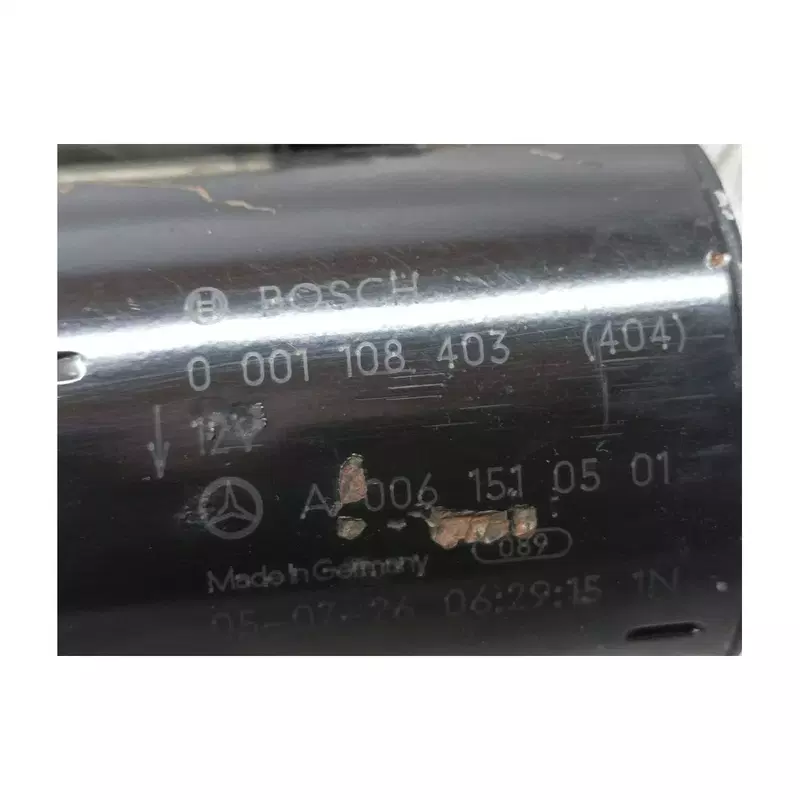 BOSCH
0 001 108 403 (404)
12V
A 006 151 05 01
089
Made in Germany
05-07-26 06:29:15 1N